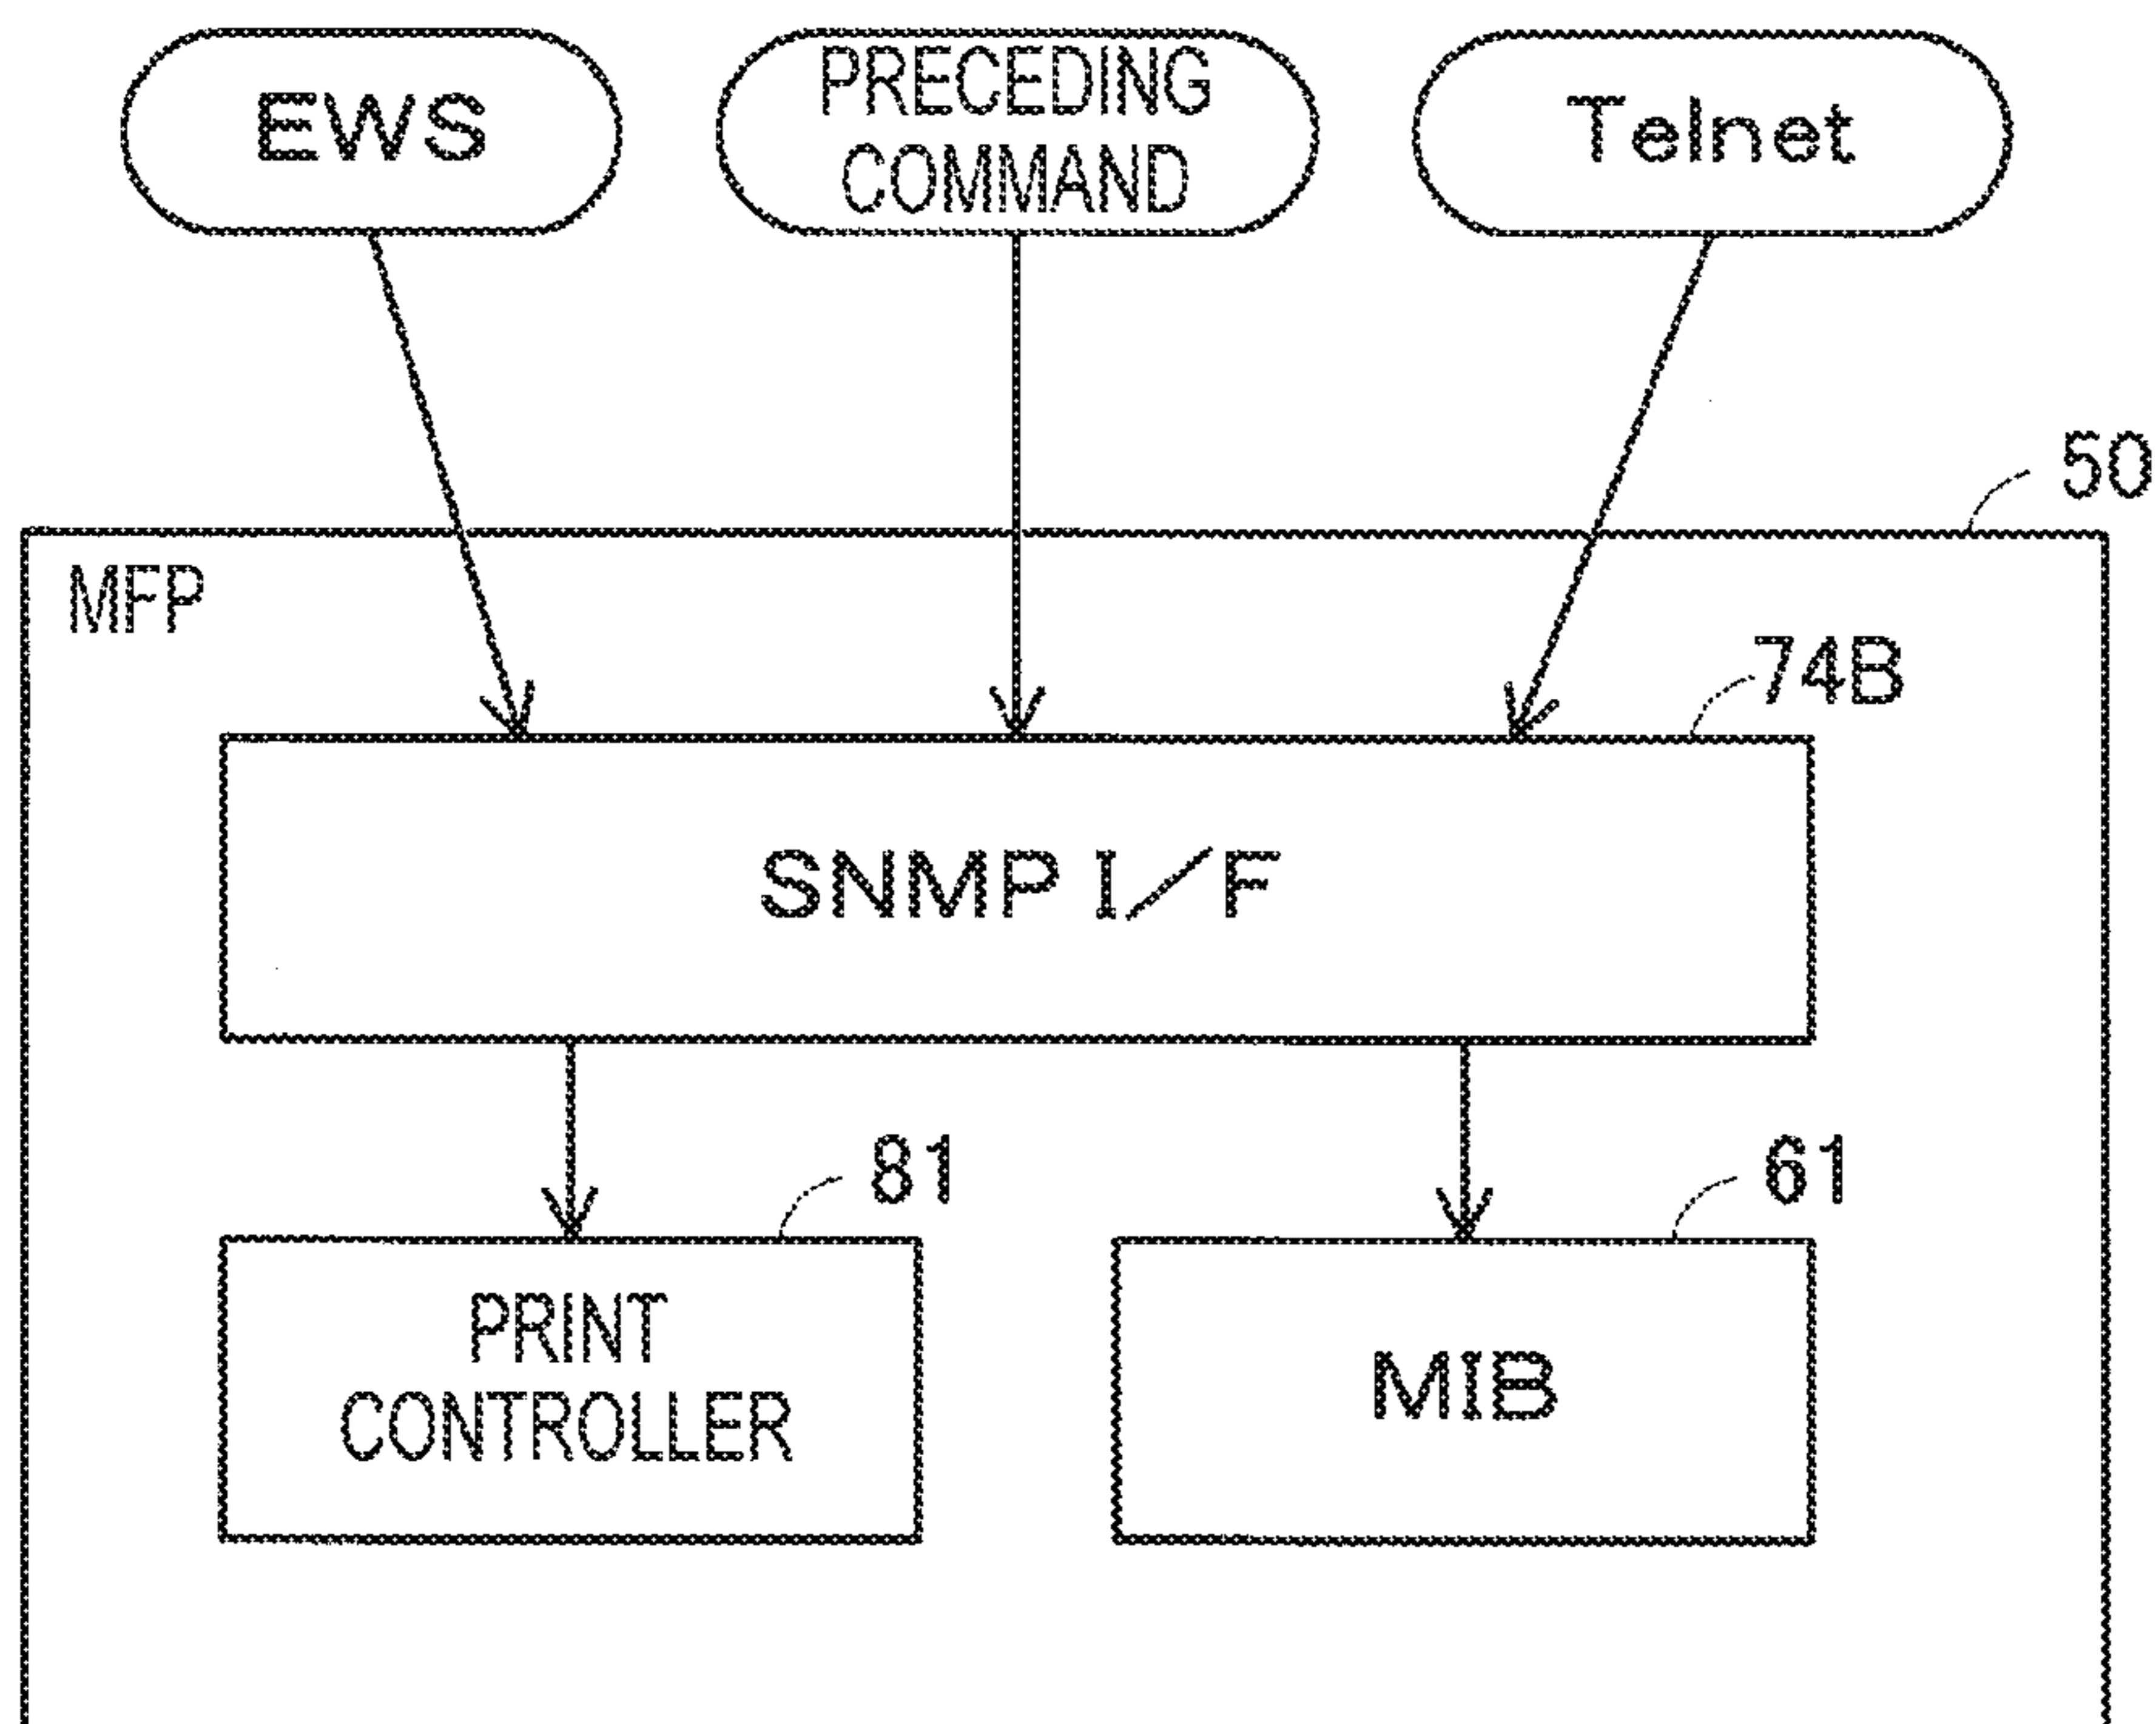 EWS
PRECEDING
COMMAND
Telnet
50
MFP
74B
SNMP I/F
81
61
PRINT
CONTROLLER
MIB